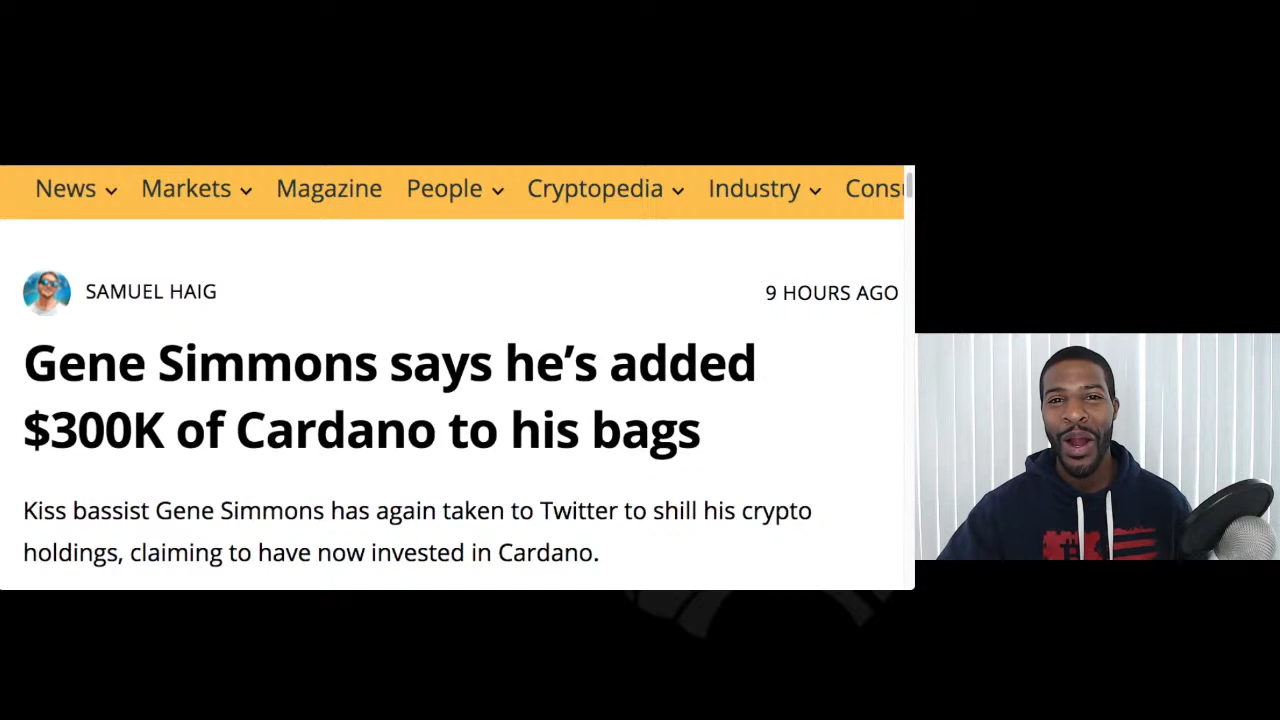 News Markets Magazine People Cryptopedia Industry Consu
SAMUEL HAIG
9 HOURS AGO
Gene Simmons says he’s added
$300K of Cardano to his bags
Kiss bassist Gene Simmons has again taken to Twitter to shill his crypto
holdings, claiming to have now invested in Cardano.